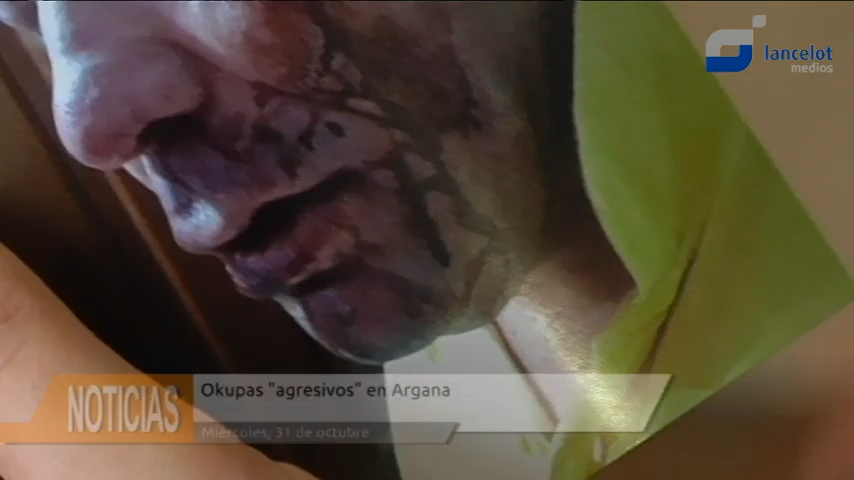 lancelot
medios
Okupas "agresivos" en Argana
NOTICIAS
Miércoles, 31 de octubre